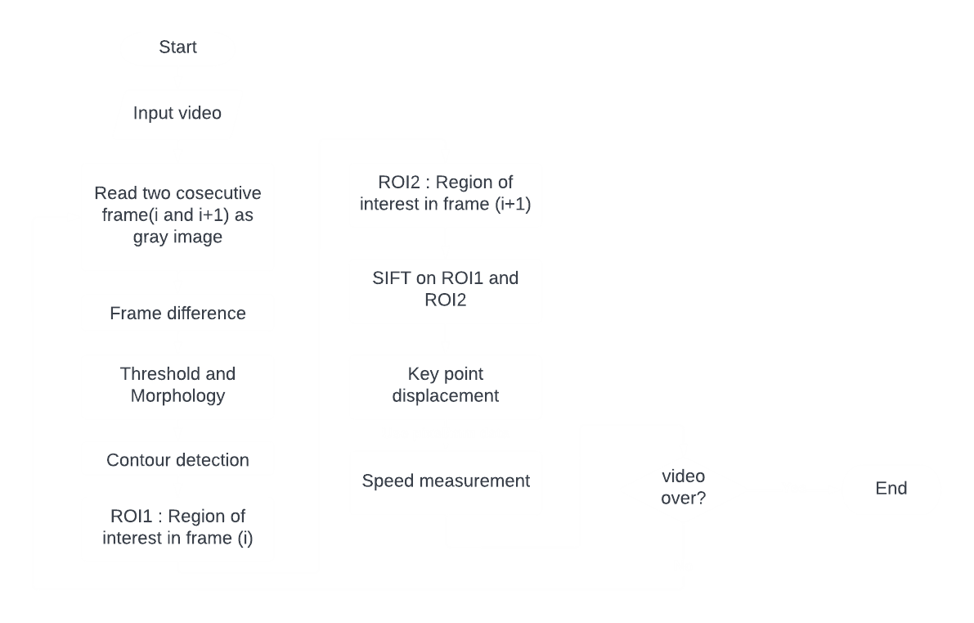 Start
Input video
Read two cosecutive
frame(i and i+1) as
gray image
Frame difference
Threshold and
Morphology
Contour detection
ROI1 : Region of
interest in frame (i)
ROI2 : Region of
interest in frame (i+1)
SIFT on ROI1 and
ROI2
Key point
displacement
Speed measurement
video
over?
End